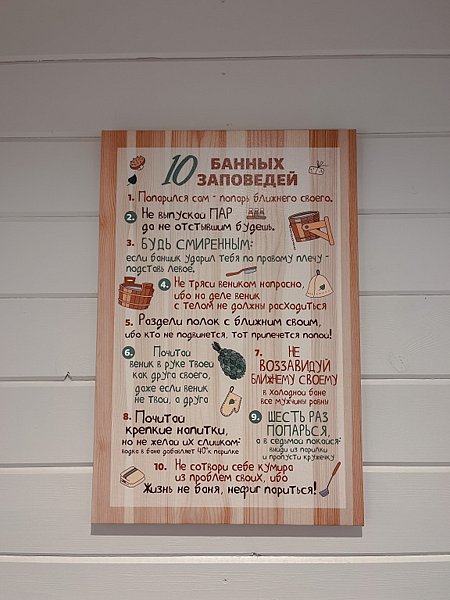 10 БАННЫХ
ЗАПОВЕДЕЙ
1. Попарился сам - попарь ближнего своего.
2. Не выпускай ПАР
да не отстывшим будешь.
3. БУДЬ СМИРЕННЫМ:
если банщик ударил тебя по правому плечу -
подставь левое.
4. Не тряси веником напрасно,
ибо на деле веник
с телом не должны расходиться
5. Раздели полок с ближним своим,
ибо кто не подвинется, тот припечется попой!
6. Почитай
веник в руке твоей
как друга своего,
даже если веник
не твой, а друга
7. НЕ
ВОЗЗАВИДУЙ
БЛИЖНЕМУ СВОЕМУ
в холодной бане
все мужчины равны
8. Почитай
крепкие напитки,
но не желай их слишком:
водка в бане добавляет 40°к парилке
9. ШЕСТЬ РАЗ
ПОПАРЬСЯ,
а в седьмой покайся:
выйди из парилки
и пропусти кружечку
10. Не сотвори себе кумира
из проблем своих, ибо
Жизнь не баня, нефиг париться!